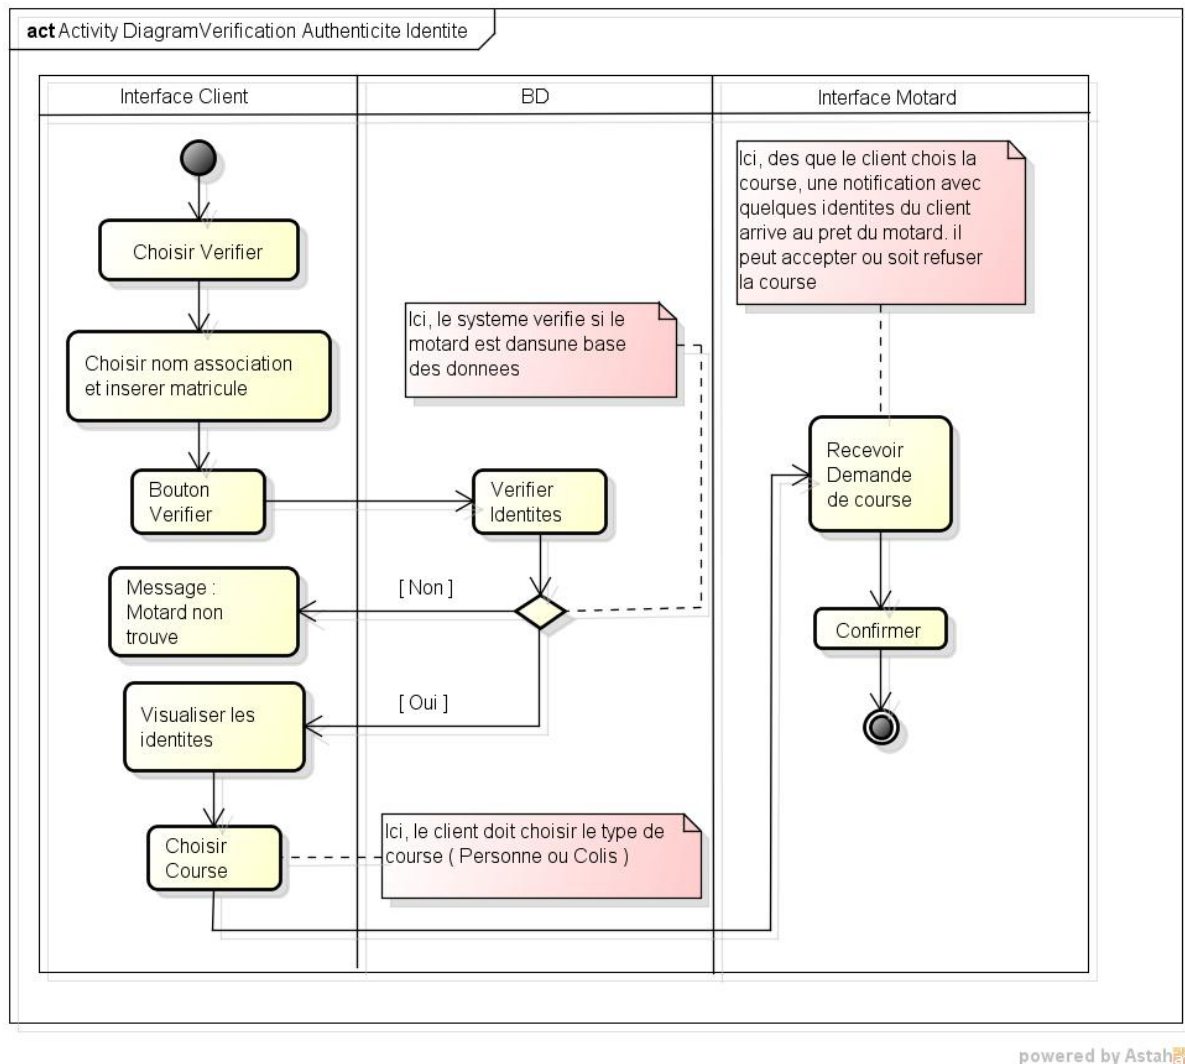 act Activity DiagramVerification Authenticite Identite
Interface Client
BD
Interface Motard
Ici, des que le client chois la
course, une notification avec
quelques identites du client
arrive au pret du motard. il
peut accepter ou soit refuser
la course
Choisir Verifier
Ici, le systeme verifie si le
motard est dansune base
des donnees
Choisir nom association
et inserer matricule
Bouton
Verifier
Verifier
Identites
Recevoir
Demande
de course
Message :
Motard non
trouve
[ Non ]
Confirmer
Visualiser les
identites
[ Oui ]
Choisir
Course
Ici, le client doit choisir le type de
course ( Personne ou Colis )
powered by Astah